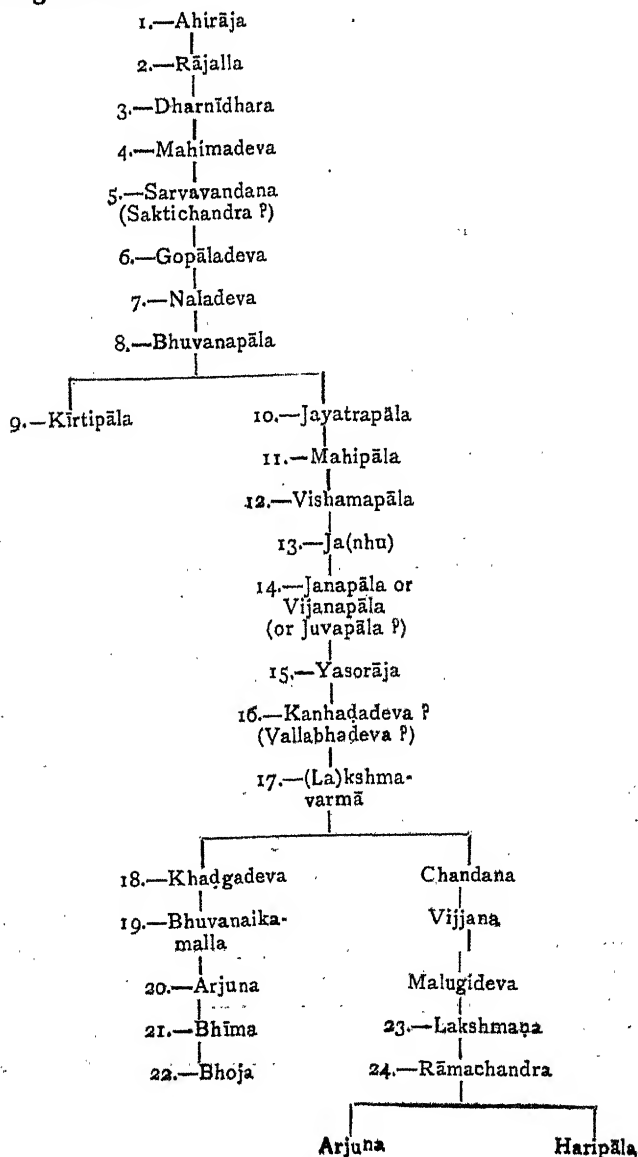 1.—Ahirāja
2.—Rājalla
3.—Dharnīdhara
4.—Mahimadeva
5.—Sarvavandana
(Saktichandra ?)
6.—Gopāladeva
7.—Naladeva
8.—Bhuvanapāla
9.—Kīrtipāla 10.—Jayatrapāla
11.—Mahipāla
12.—Vishamapāla
13.—Ja(nhu)
14.—Janapāla or
Vijanapāla
(or Juvapāla ?)
15.—Yasorāja
16.—Kanhaḍadeva ?
(Vallabhadeva ?)
17.—(La)kshma-
varmā
18.—Khaḍgadeva Chandana
19.—Bhuvanaika- Vijjana
malla
20.—Arjuna Malugideva
21.—Bhīma 23.—Lakshmaṇa
22.—Bhoja 24.—Rāmachandra
Arjuna Haripāla